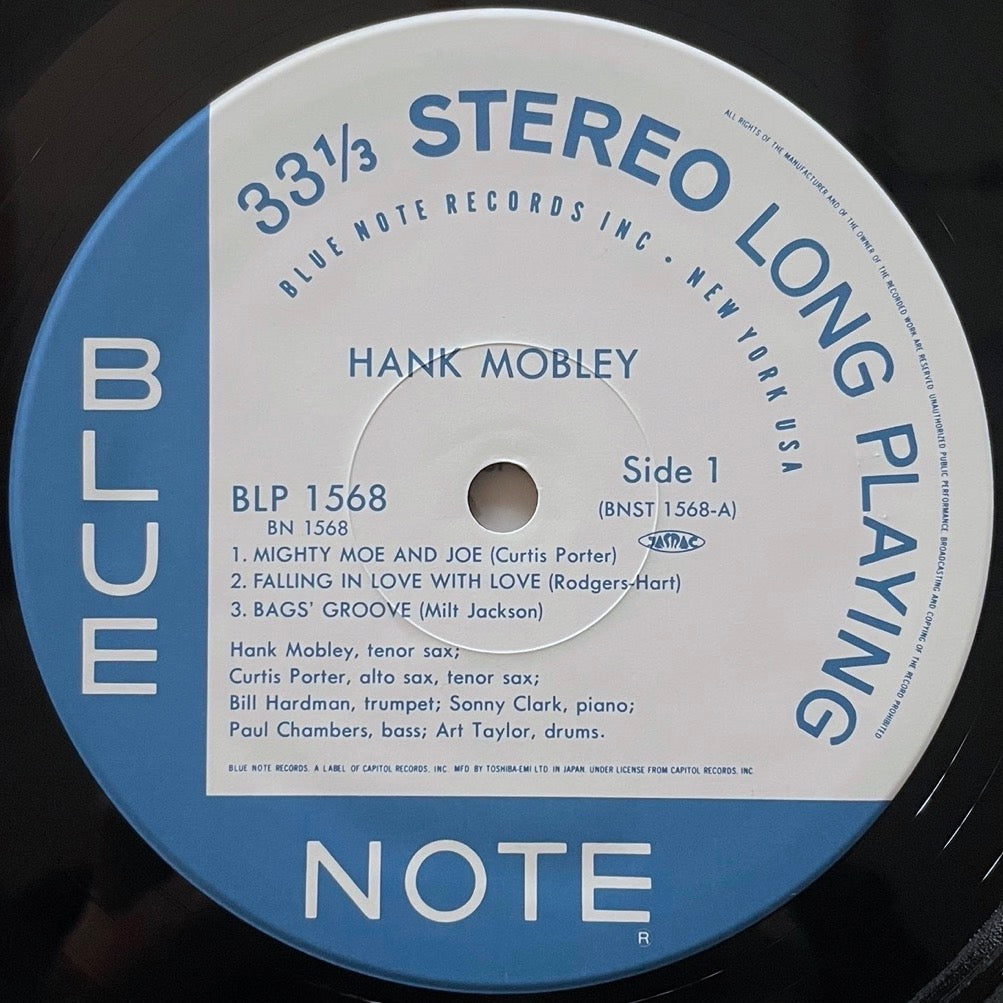 33⅓ STEREO LONG PLAYING
ALL RIGHTS OF THE MANUFACTURER AND OF THE OWNER OF THE RECORDED WORK ARE RESERVED UNAUTHORIZED PUBLIC PERFORMANCE BROADCASTING AND COPYING OF THE RECORD PROHIBITED
BLUE NOTE RECORDS INC · NEW YORK USA
BLUE
HANK MOBLEY
BLP 1568
BN 1568
Side 1
(BNST 1568-A)
JASRAC
1. MIGHTY MOE AND JOE (Curtis Porter)
2. FALLING IN LOVE WITH LOVE (Rodgers-Hart)
3. BAGS' GROOVE (Milt Jackson)
Hank Mobley, tenor sax;
Curtis Porter, alto sax, tenor sax;
Bill Hardman, trumpet; Sonny Clark, piano;
Paul Chambers, bass; Art Taylor, drums.
BLUE NOTE RECORDS. A LABEL OF CAPITOL RECORDS, INC. MFD BY TOSHIBA-EMI LTD. IN JAPAN. UNDER LICENSE FROM CAPITOL RECORDS, INC.
NOTE
R